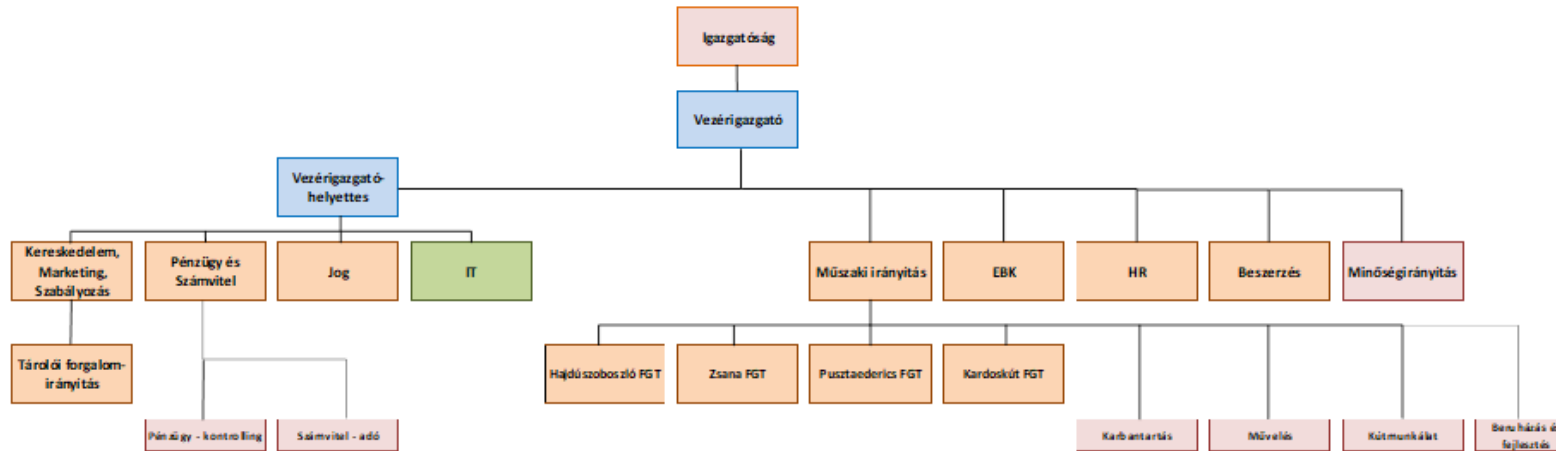 Igazgatóság
Vezérigazgató
Vezérigazgató-
helyettes
Kereskedelem,
Marketing,
Szabályozás
Pénzügy és
Számvitel
Jog
IT
Műszaki irányítás
EBK
HR
Beszerzés
Minőségirányítás
Tárolói forgalom-
irányítás
Hajdúszoboszló FGT
Zsana FGT
Pusztaederics FGT
Kardoskút FGT
Pénzügy - kontrolling
Számvitel - adó
Karbantartás
Művelés
Kútmunkálat
Beruházás é
fejlesztés